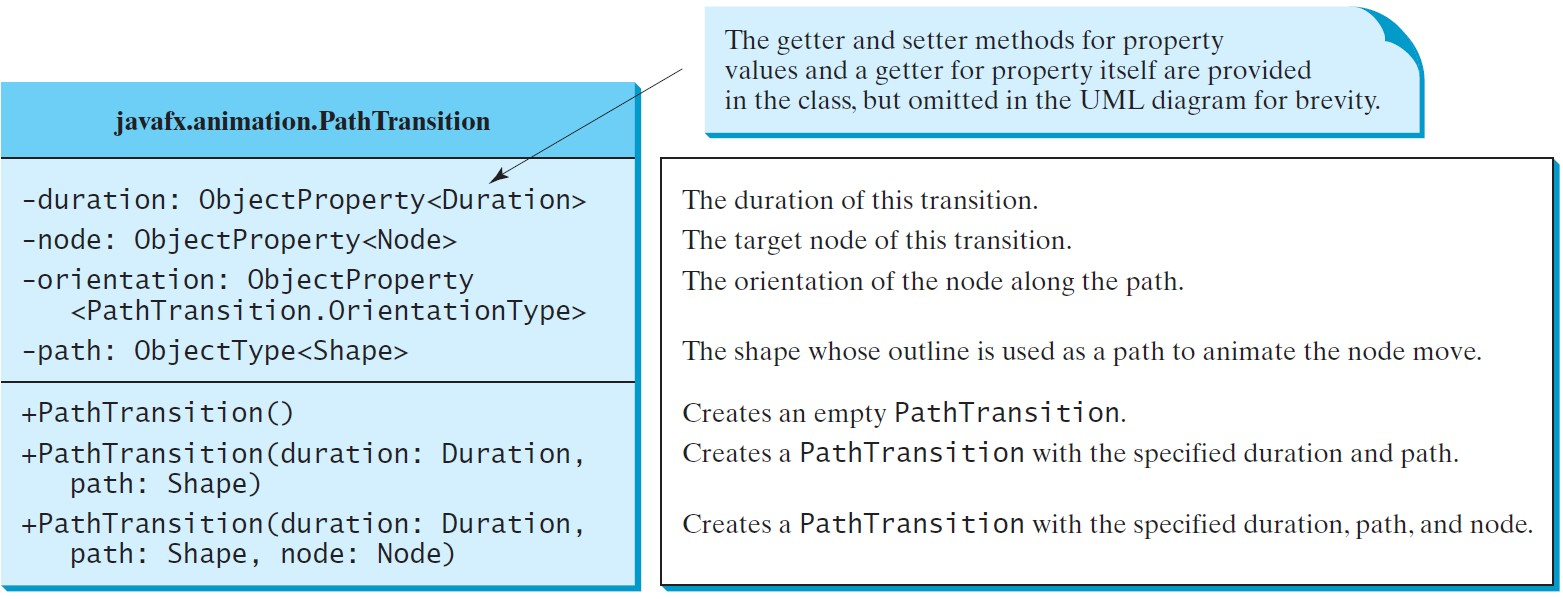 The getter and setter methods for property
values and a getter for property itself are provided
in the class, but omitted in the UML diagram for brevity.
javafx.animation.PathTransition
-duration: ObjectProperty<Duration>
-node: ObjectProperty<Node>
-orientation: ObjectProperty
<PathTransition.OrientationType>
-path: ObjectType<Shape>
+PathTransition()
+PathTransition(duration: Duration,
path: Shape)
+PathTransition(duration: Duration,
path: Shape, node: Node)
The duration of this transition.
The target node of this transition.
The orientation of the node along the path.
The shape whose outline is used as a path to animate the node move.
Creates an empty PathTransition.
Creates a PathTransition with the specified duration and path.
Creates a PathTransition with the specified duration, path, and node.